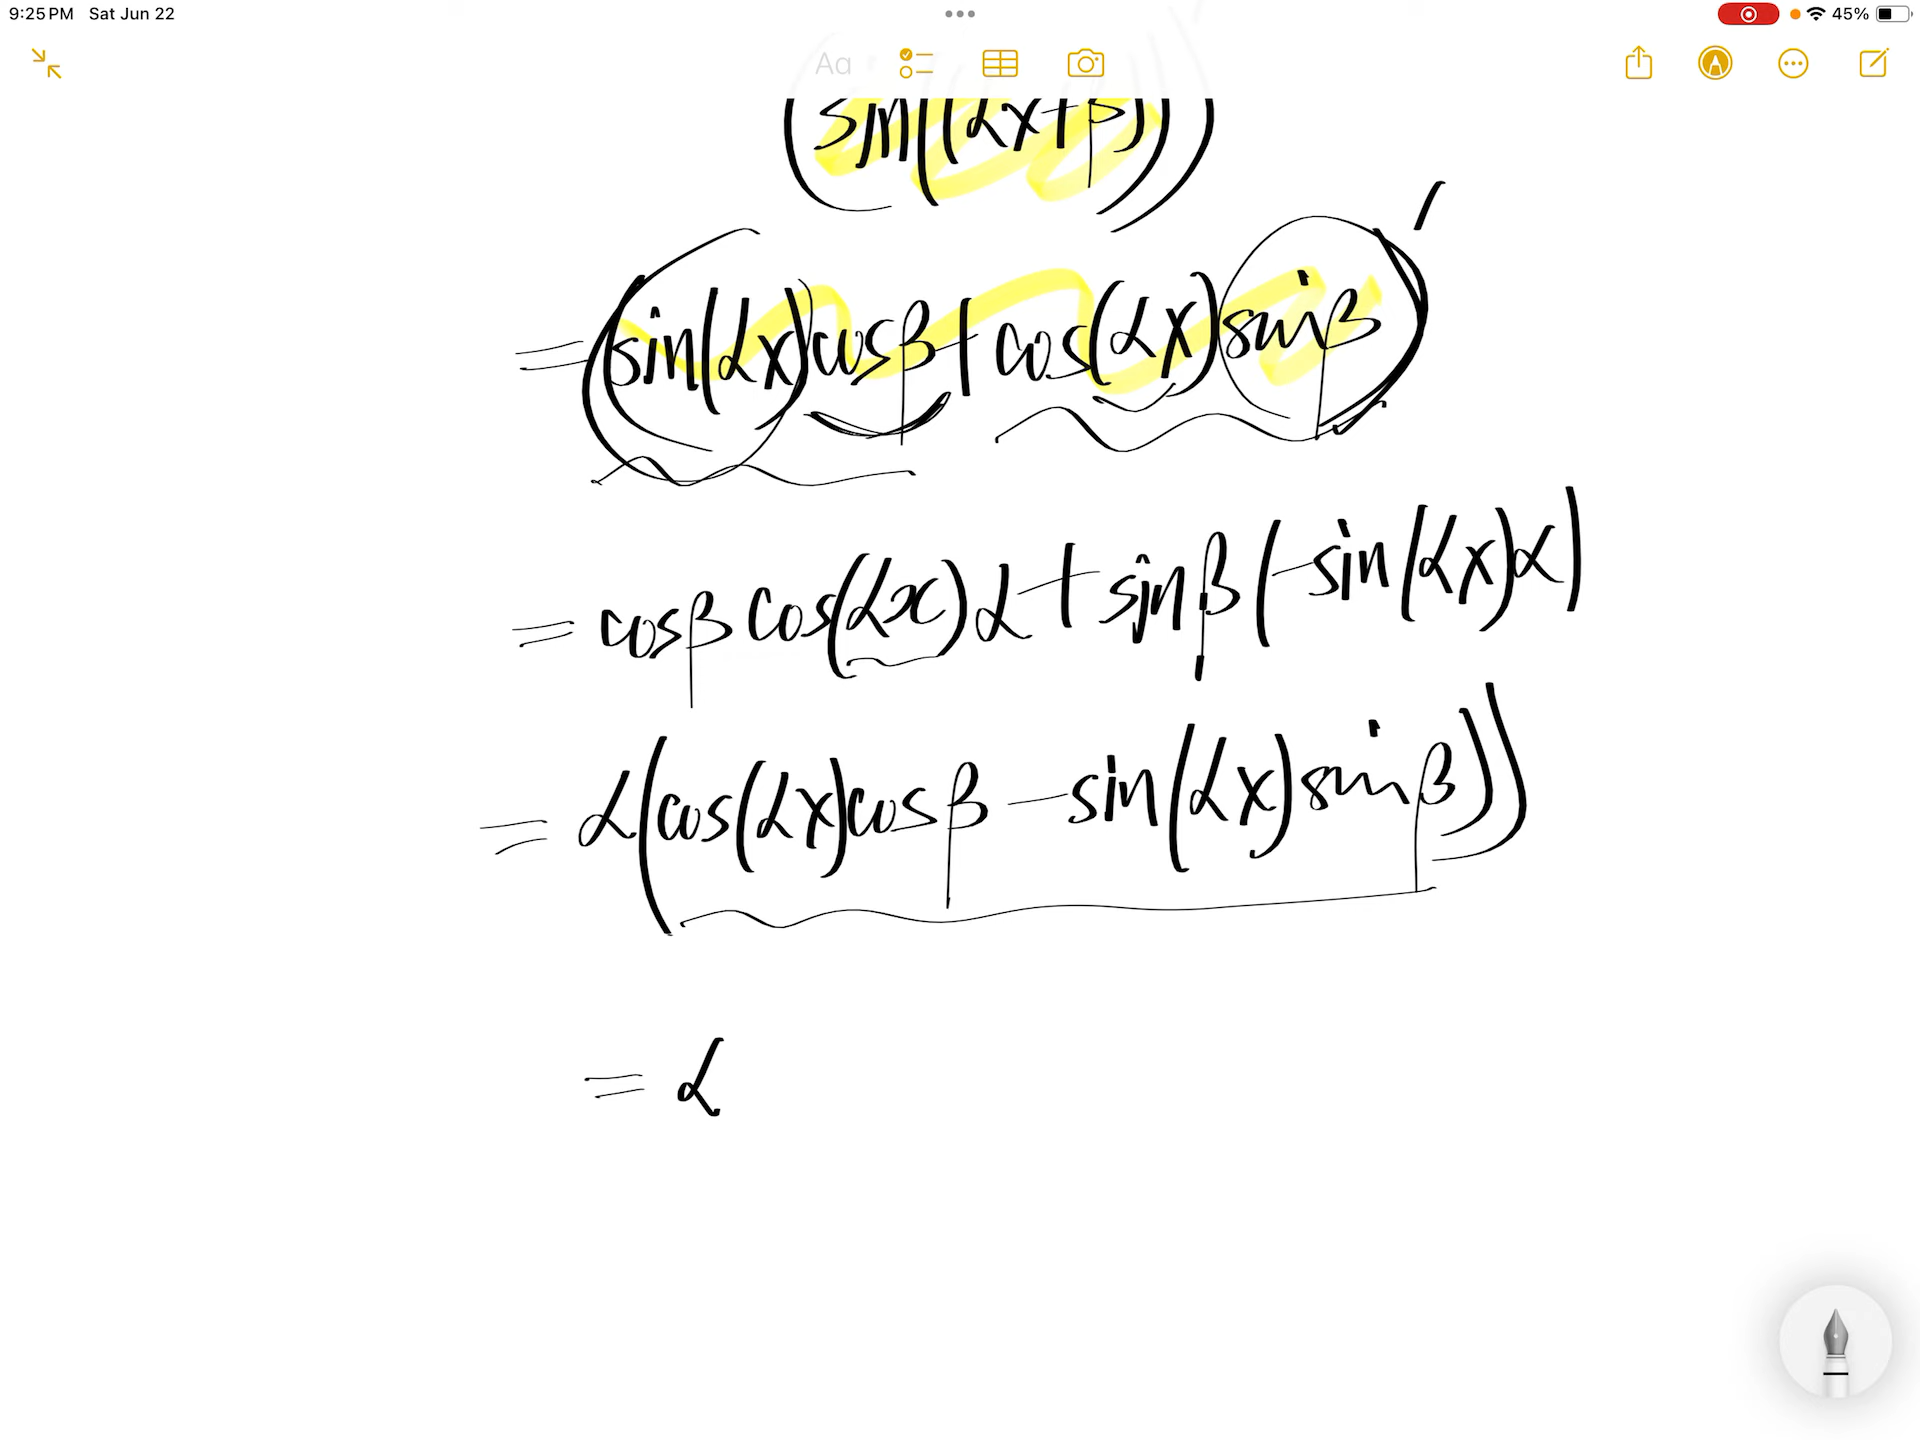 9:25 PM Sat Jun 22
45%
Aa
(sin(αx+β))
= (sin(αx)cosβ + cos(αx)sinβ)′
= cosβ cos(αx)α + sinβ(-sin(αx)α)
= α(cos(αx)cosβ - sin(αx)sinβ))
= α